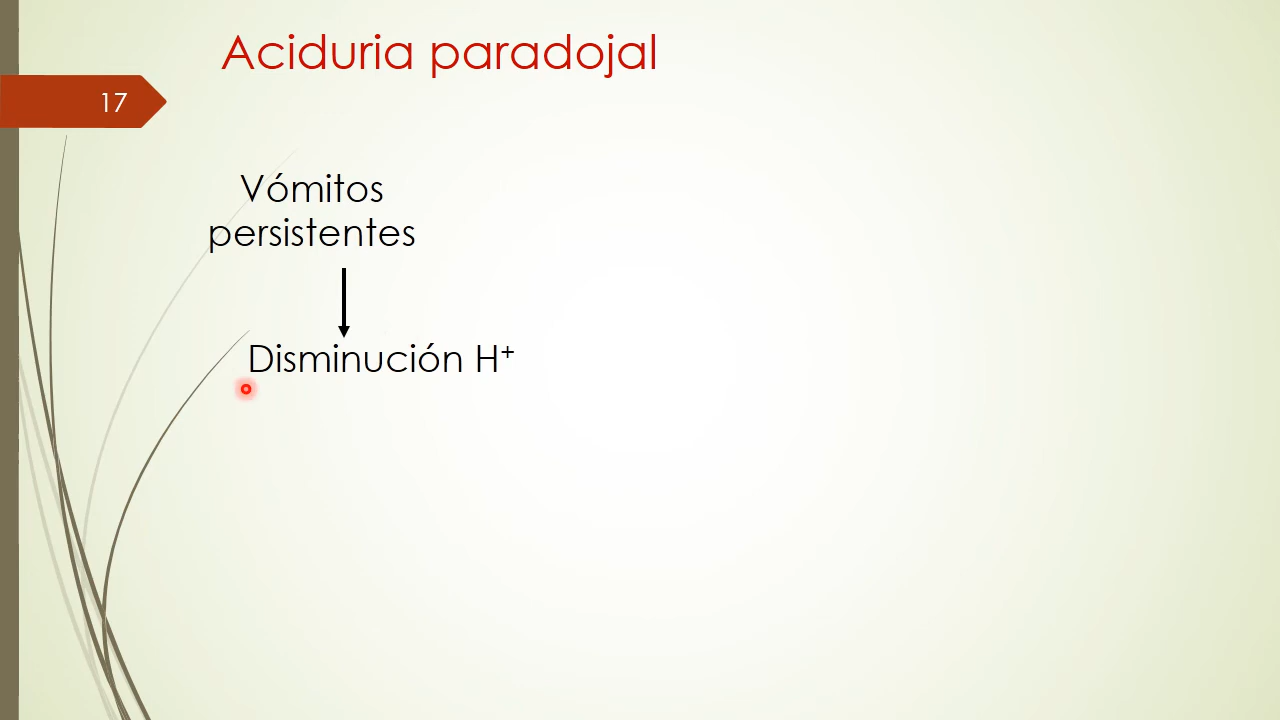 Aciduria paradojal
17
Vómitos
persistentes
Disminución H⁺